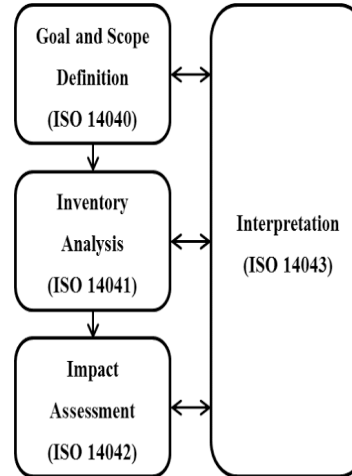 Goal and Scope
Definition
(ISO 14040)
Inventory
Analysis
(ISO 14041)
Impact
Assessment
(ISO 14042)
Interpretation
(ISO 14043)